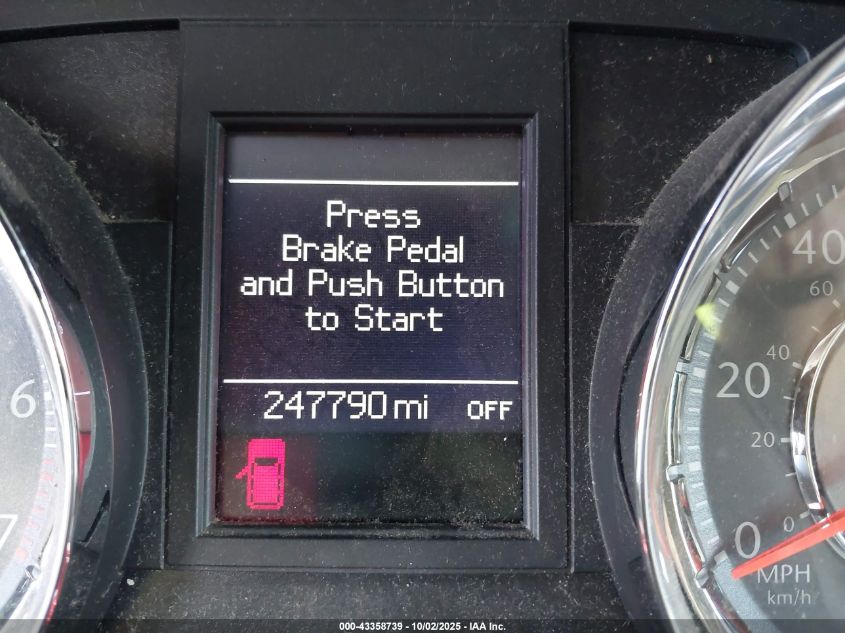 Press
Brake Pedal
and Push Button
to Start
247790 mi OFF
6
7
40
60
20
40
20
0
0
MPH
km/h
000-43358739 - 10/02/2025 - IAA Inc.